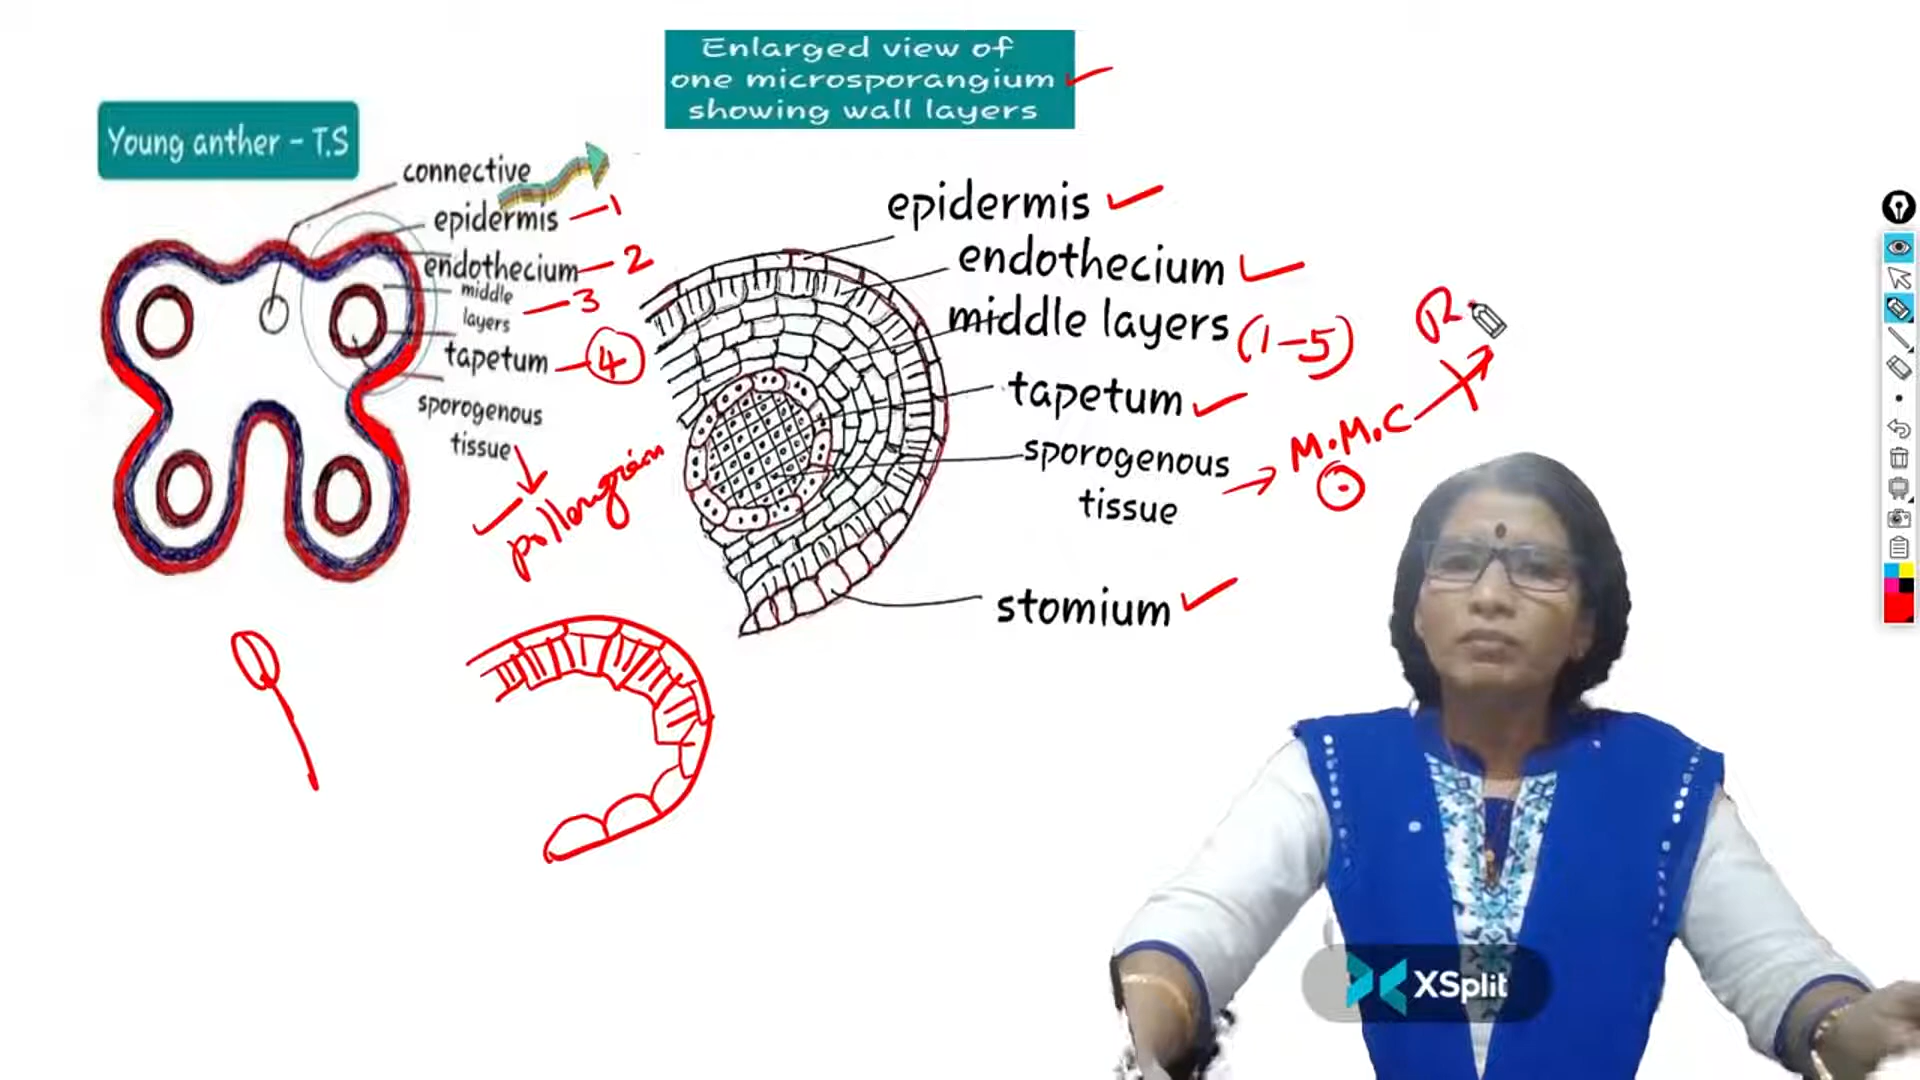 Enlarged view of
one microsporangium
showing wall layers
Young anther - T.S
connective
epidermis - 1
endothecium - 2
middle
layers - 3
tapetum - 4
sporogenous
tissue
pollengrain
epidermis
endothecium
middle layers (1-5)
tapetum
sporogenous
tissue
M.M.C
R
stomium
XSplit